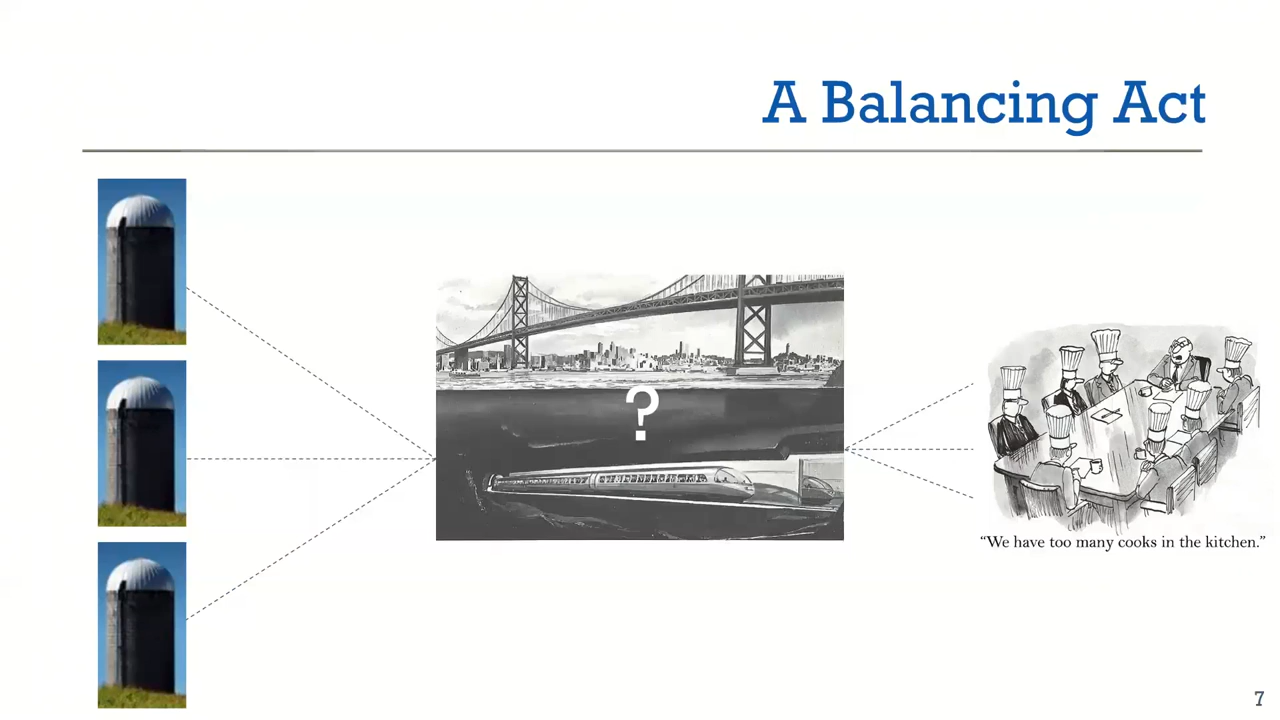 A Balancing Act
?
“We have too many cooks in the kitchen.”
7